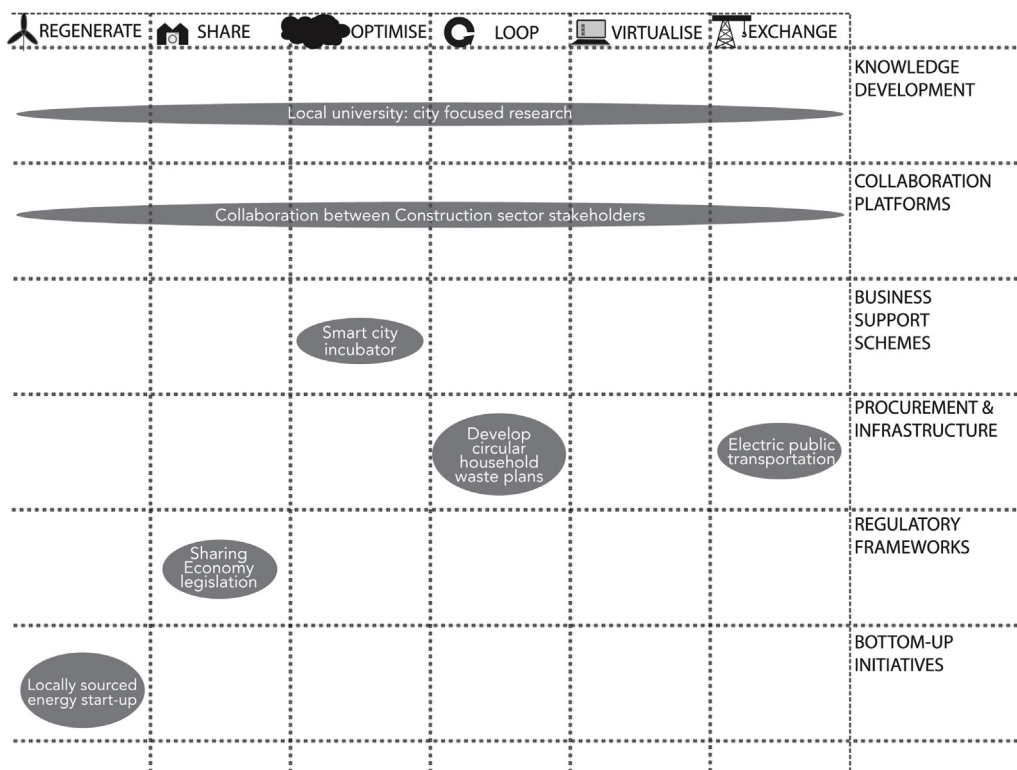 REGENERATE SHARE OPTIMISE LOOP VIRTUALISE EXCHANGE
KNOWLEDGE
DEVELOPMENT
Local university: city focused research
COLLABORATION
PLATFORMS
Collaboration between Construction sector stakeholders
BUSINESS
SUPPORT
SCHEMES
Smart city
incubator
PROCUREMENT &
INFRASTRUCTURE
Develop
circular
household
waste plans
Electric public
transportation
REGULATORY
FRAMEWORKS
Sharing
Economy
legislation
BOTTOM-UP
INITIATIVES
Locally sourced
energy start-up